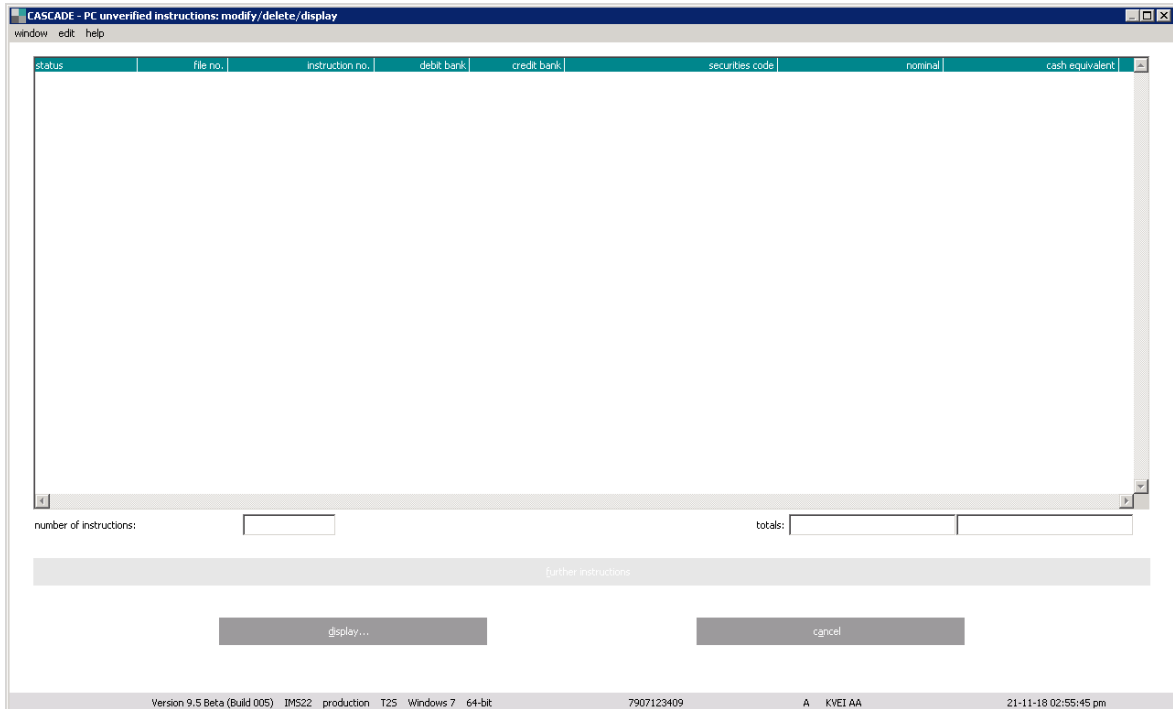 CASCADE - PC unverified instructions: modify/delete/display
window edit help
status file no. instruction no. debit bank credit bank securities code nominal cash equivalent
number of instructions: totals:
further instructions
display... cancel
Version 9.5 Beta (Build 005) IMS22 production T2S Windows 7 64-bit 7907123409 A KVEI AA 21-11-18 02:55:45 pm